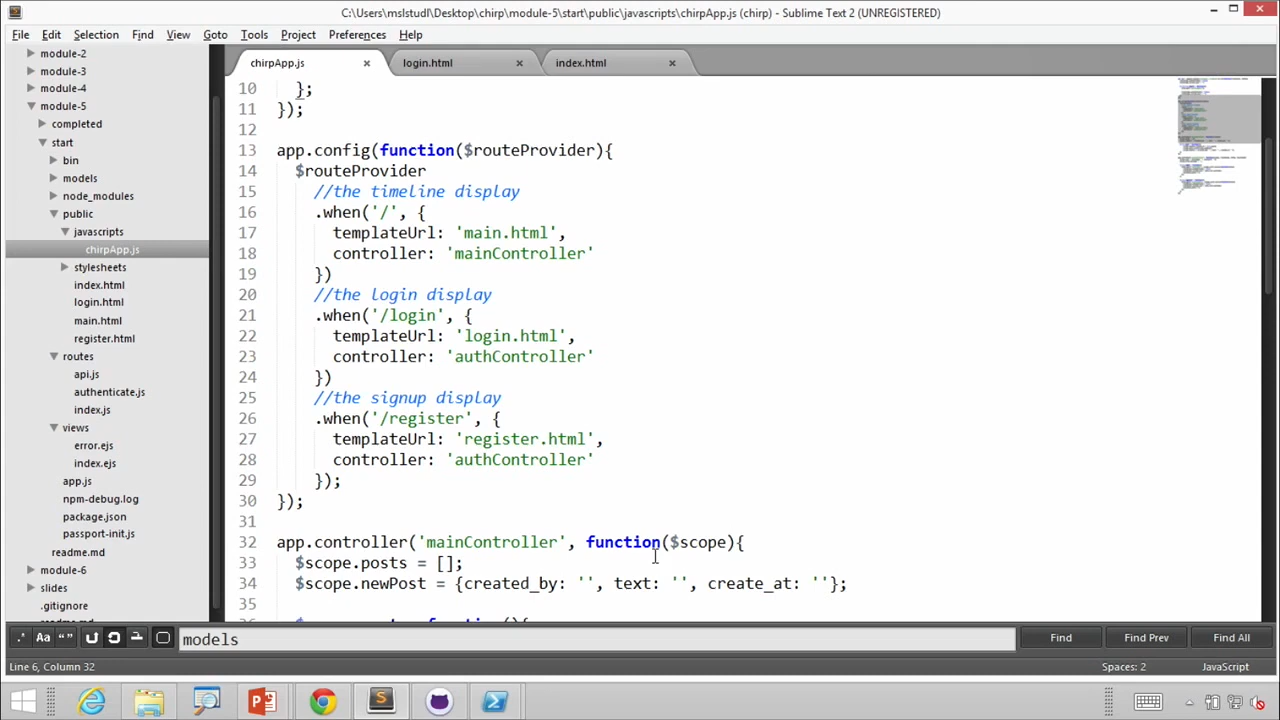 C:\Users\mslstudl\Desktop\chirp\module-5\start\public\javascripts\chirpApp.js (chirp) - Sublime Text 2 (UNREGISTERED)
File Edit Selection Find View Goto Tools Project Preferences Help
module-2
module-3
module-4
module-5
completed
start
bin
models
node_modules
public
javascripts
chirpApp.js
stylesheets
index.html
login.html
main.html
register.html
routes
api.js
authenticate.js
index.js
views
error.ejs
index.ejs
app.js
npm-debug.log
package.json
passport-init.js
readme.md
module-6
slides
.gitignore
chirpApp.js login.html index.html
10 };
11 });
12
13 app.config(function($routeProvider){
14 $routeProvider
15 //the timeline display
16 .when('/', {
17 templateUrl: 'main.html',
18 controller: 'mainController'
19 })
20 //the login display
21 .when('/login', {
22 templateUrl: 'login.html',
23 controller: 'authController'
24 })
25 //the signup display
26 .when('/register', {
27 templateUrl: 'register.html',
28 controller: 'authController'
29 });
30 });
31
32 app.controller('mainController', function($scope){
33 $scope.posts = [];
34 $scope.newPost = {created_by: '', text: '', create_at: ''};
35
.* Aa “” models Find Find Prev Find All
Line 6, Column 32 Spaces: 2 JavaScript